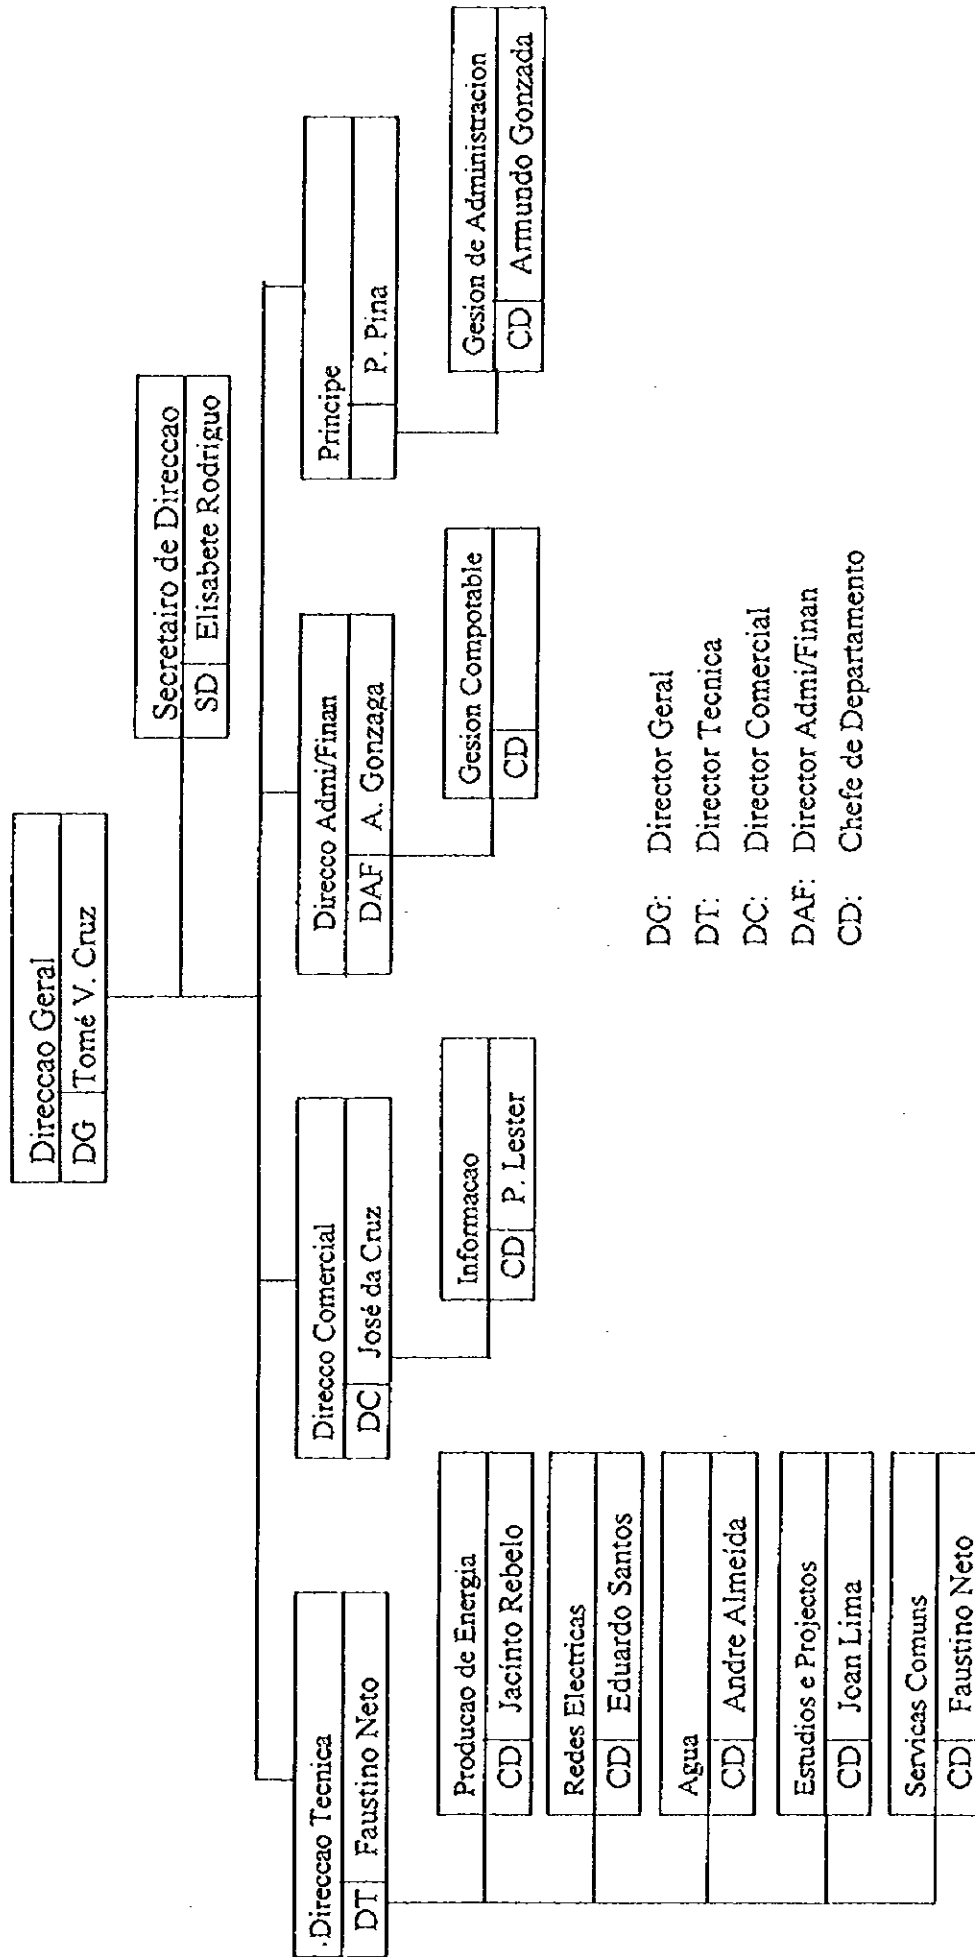 Direccao Geral
DG Tomé V. Cruz
Secretairo de Direccao
SD Elisabete Rodriguo
Direccao Tecnica
DT Faustino Neto
Direcco Comercial
DC José da Cruz
Direcco Admi/Finan
DAF A. Gonzaga
Principe
P. Pina
Producao de Energia
CD Jacinto Rebelo
Redes Electricas
CD Eduardo Santos
Agua
CD Andre Almeida
Estudios e Projectos
CD Joan Lima
Servicas Comuns
CD Faustino Neto
Informacao
CD P. Lester
Gesion Compotable
CD
Gesion de Administracion
CD Armundo Gonzada
DG: Director Geral
DT: Director Tecnica
DC: Director Comercial
DAF: Director Admi/Finan
CD: Chefe de Departamento